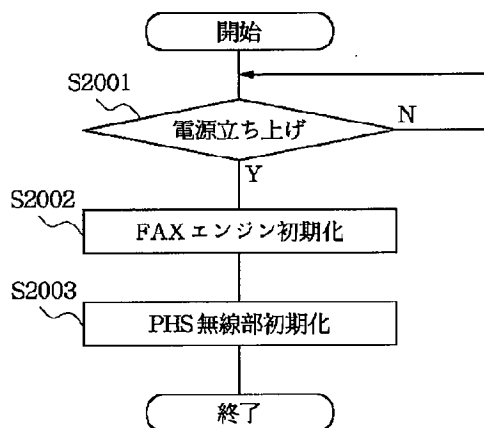 開始
S2001
電源立ち上げ
N
Y
S2002
FAXエンジン初期化
S2003
PHS無線部初期化
終了